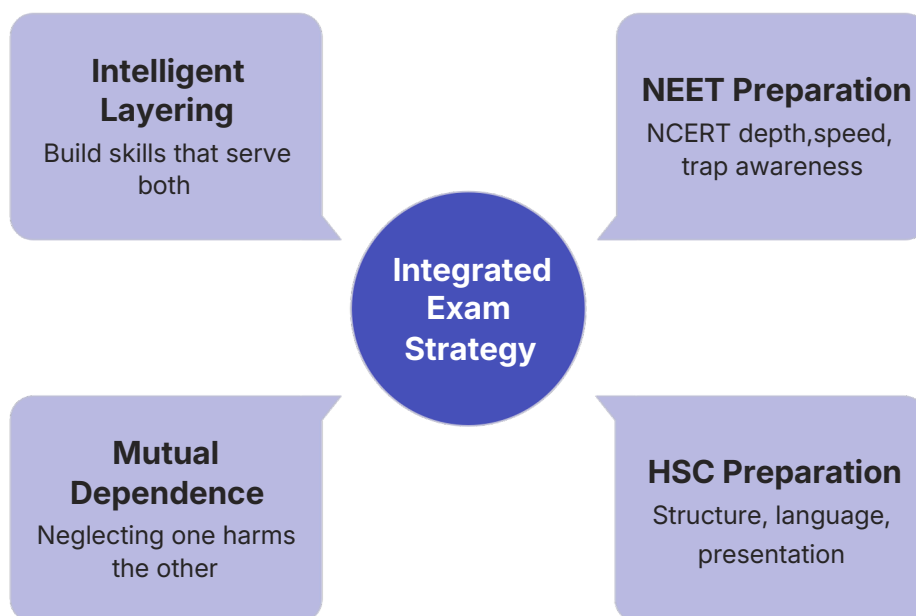 Intelligent
Layering
Build skills that serve
both
NEET Preparation
NCERT depth,speed,
trap awareness
Integrated
Exam
Strategy
Mutual
Dependence
Neglecting one harms
the other
HSC Preparation
Structure, language,
presentation